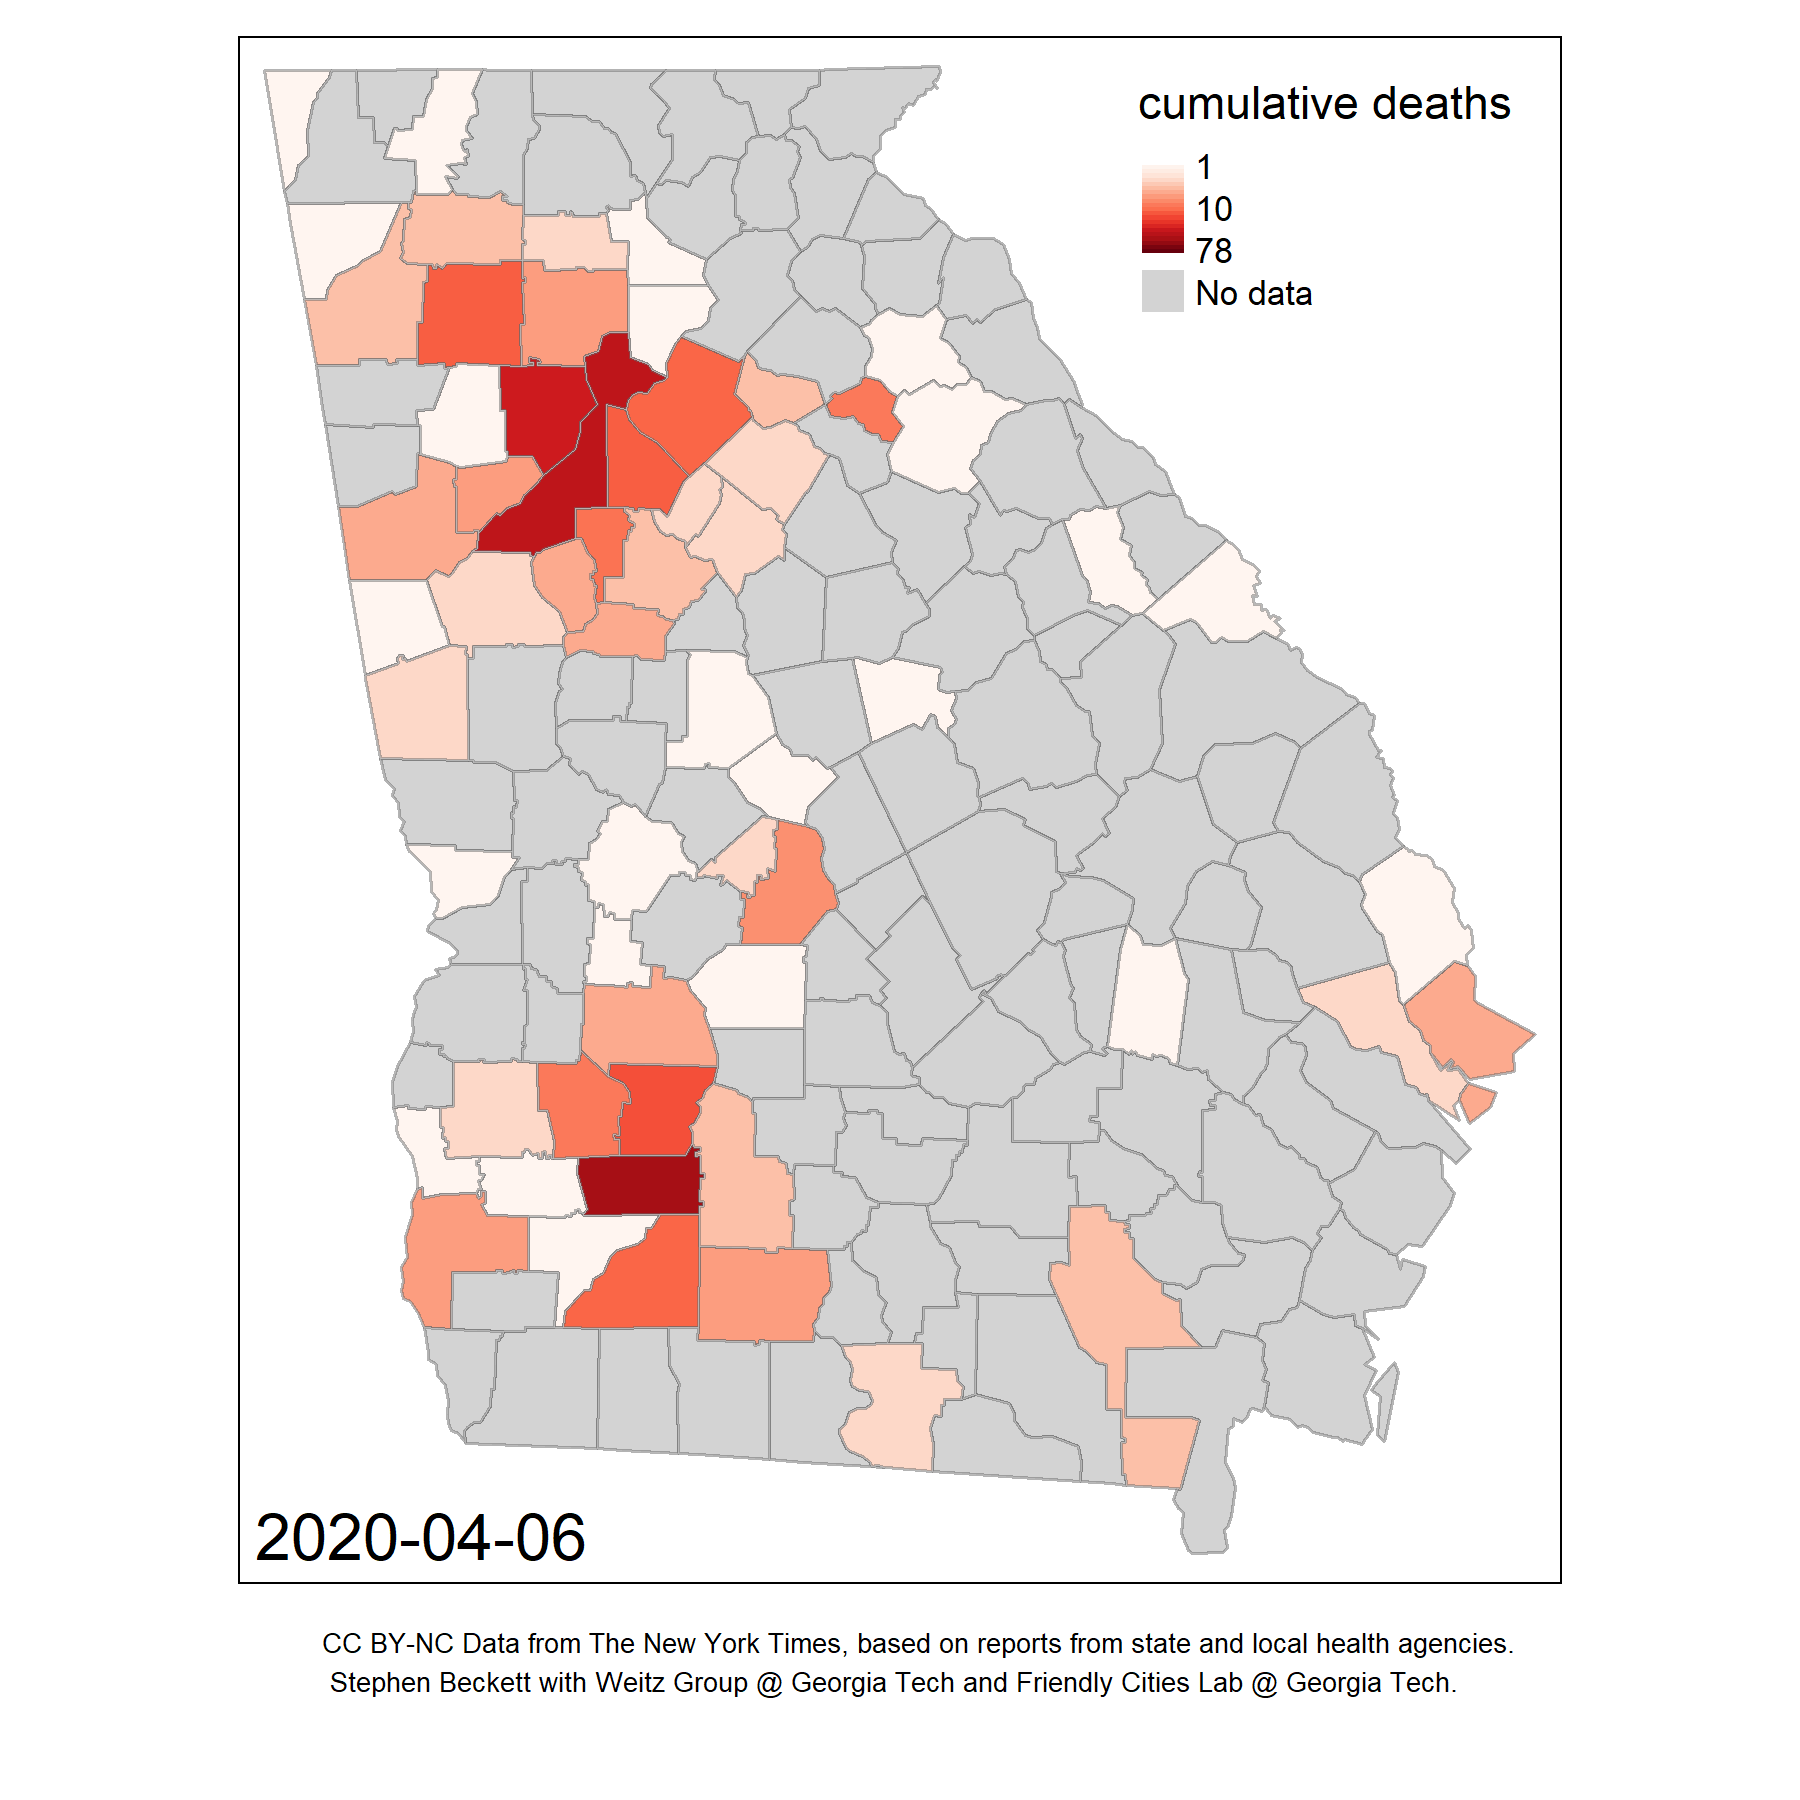 cumulative deaths
1
10
78
No data
2020-04-06
CC BY-NC Data from The New York Times, based on reports from state and local health agencies.
Stephen Beckett with Weitz Group @ Georgia Tech and Friendly Cities Lab @ Georgia Tech.